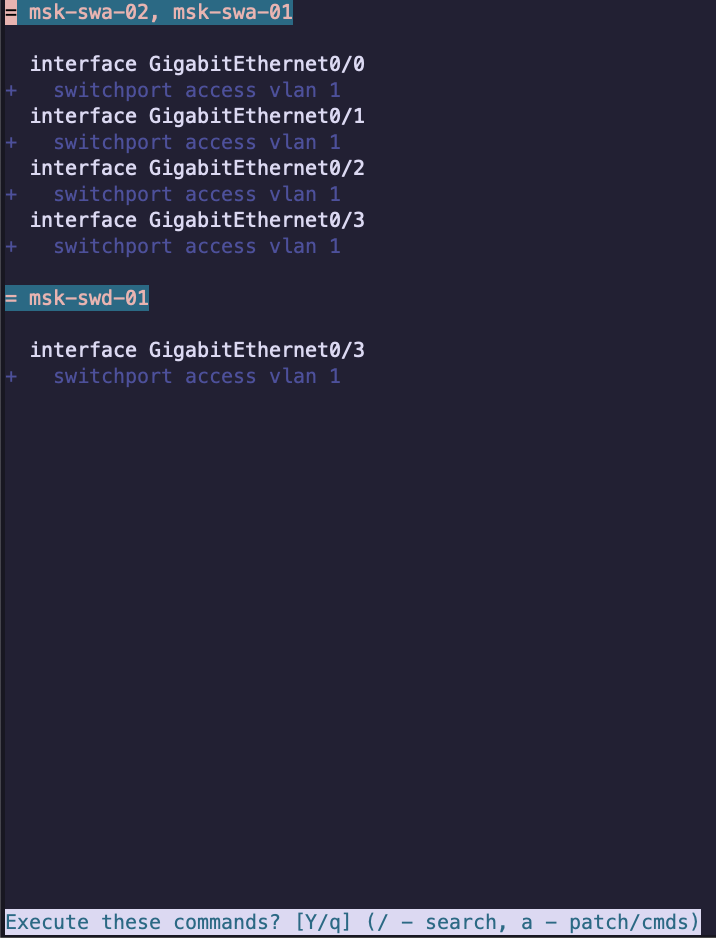 = msk-swa-02, msk-swa-01
interface GigabitEthernet0/0
+   switchport access vlan 1
interface GigabitEthernet0/1
+   switchport access vlan 1
interface GigabitEthernet0/2
+   switchport access vlan 1
interface GigabitEthernet0/3
+   switchport access vlan 1
= msk-swd-01
interface GigabitEthernet0/3
+   switchport access vlan 1
Execute these commands? [Y/q] (/ - search, a - patch/cmds)